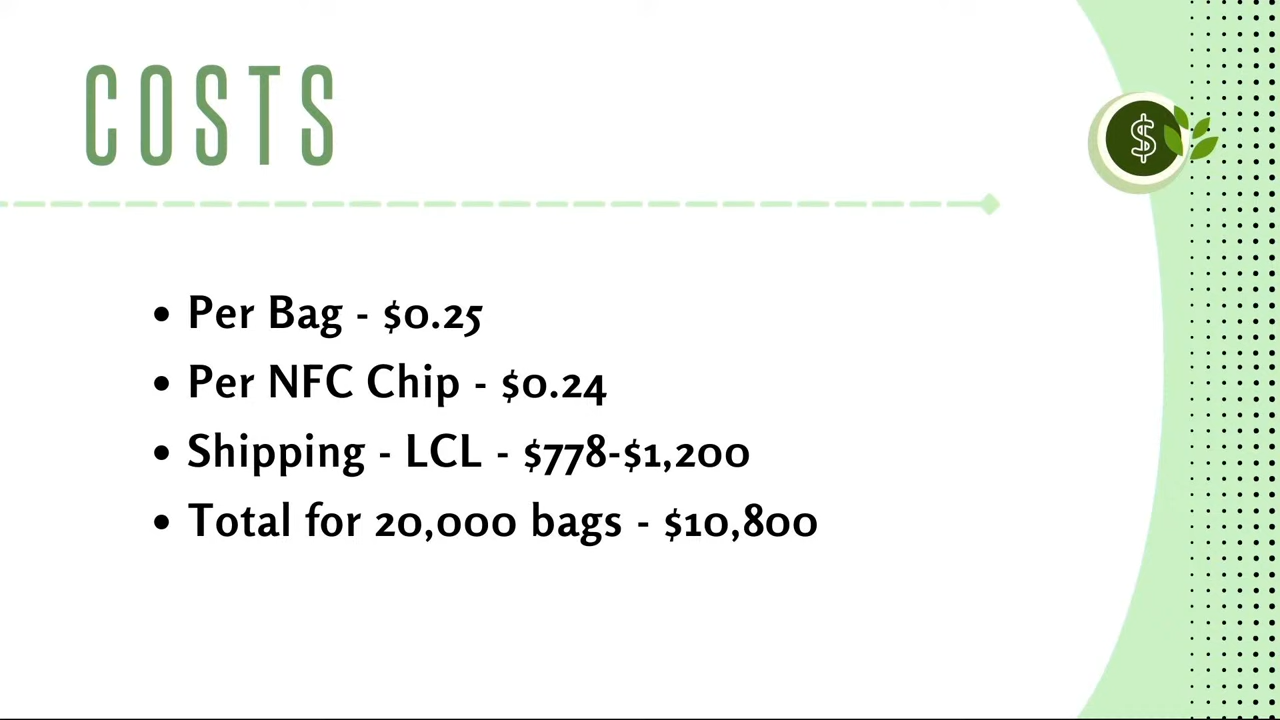 COSTS
$
• Per Bag - $0.25
• Per NFC Chip - $0.24
• Shipping - LCL - $778-$1,200
• Total for 20,000 bags - $10,800